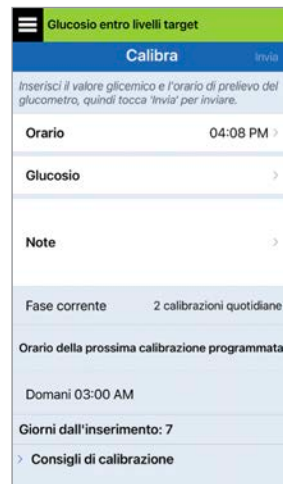 Glucosio entro livelli target
Calibra
Invia
Inserisci il valore glicemico e l'orario di prelievo del
glucometro, quindi tocca 'Invia' per inviare.
Orario
04:08 PM >
Glucosio
>
Note
>
Fase corrente
2 calibrazioni quotidiane
Orario della prossima calibrazione programmata
Domani 03:00 AM
Giorni dall'inserimento: 7
> Consigli di calibrazione